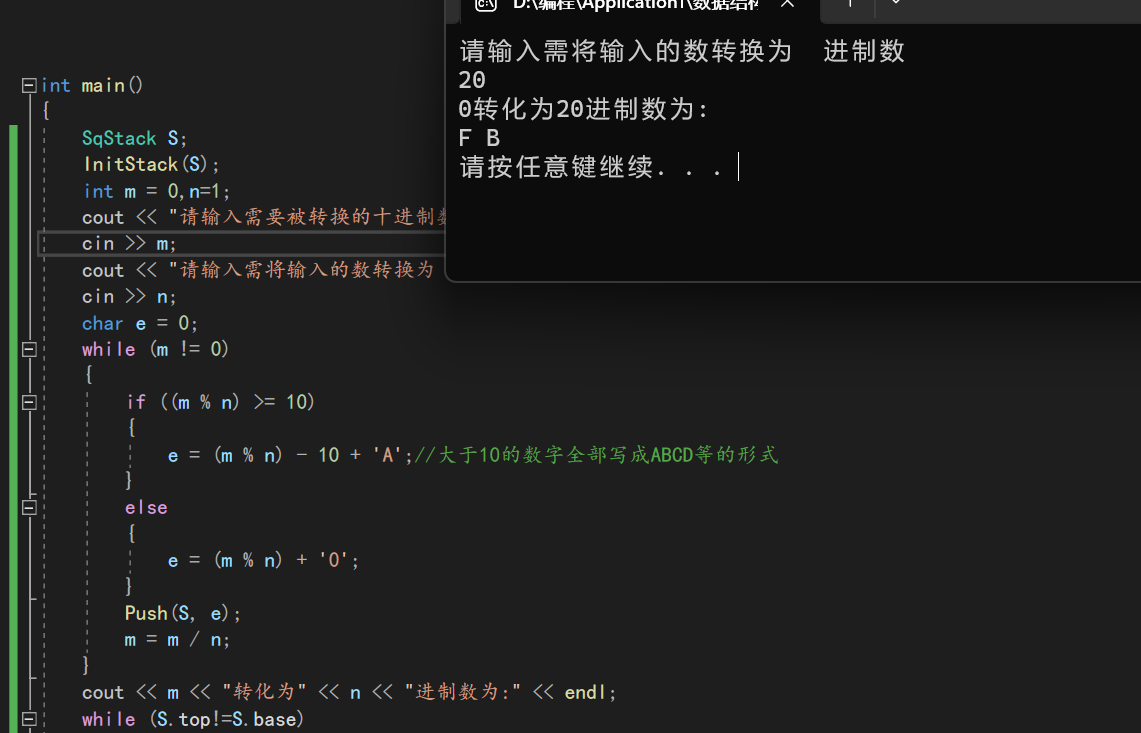 D:\编程\Application1\数据结构
请输入需将输入的数转换为  进制数
20
0转化为20进制数为:
F B
请按任意键继续. . .
int main()
{
SqStack S;
InitStack(S);
int m = 0,n=1;
cout << "请输入需要被转换的十进制数
cin >> m;
cout << "请输入需将输入的数转换为
cin >> n;
char e = 0;
while (m != 0)
{
if ((m % n) >= 10)
{
e = (m % n) - 10 + 'A';//大于10的数字全部写成ABCD等的形式
}
else
{
e = (m % n) + '0';
}
Push(S, e);
m = m / n;
}
cout << m << "转化为" << n << "进制数为:" << endl;
while (S.top!=S.base)